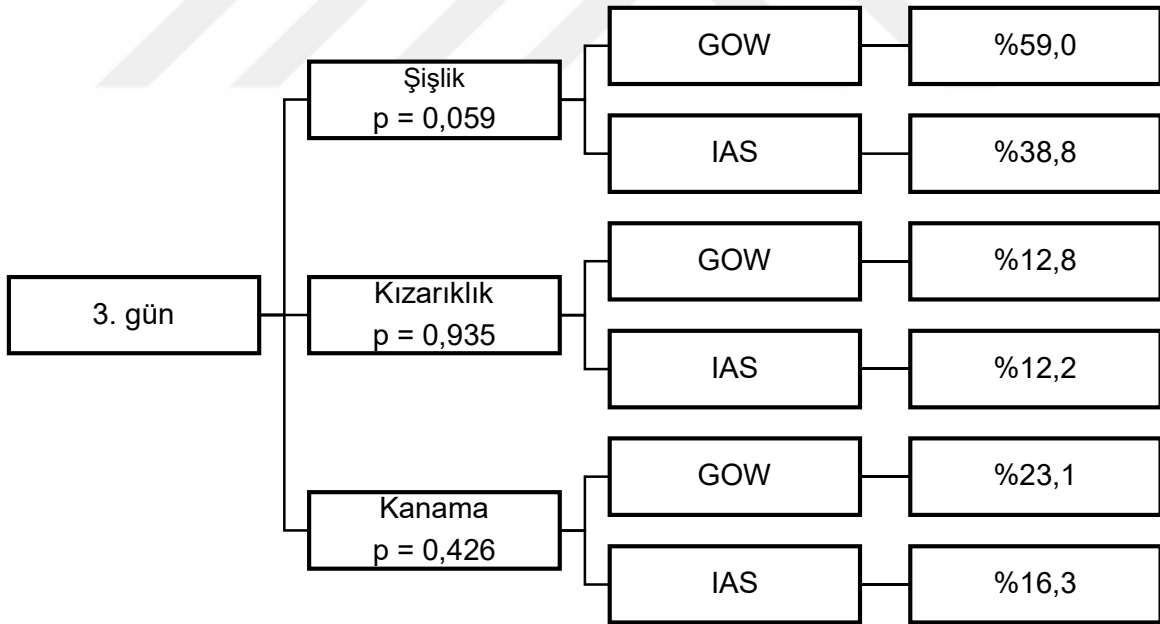 3. gün
Şişlik
p = 0,059
GOW
%59,0
IAS
%38,8
Kızarıklık
p = 0,935
GOW
%12,8
IAS
%12,2
Kanama
p = 0,426
GOW
%23,1
IAS
%16,3